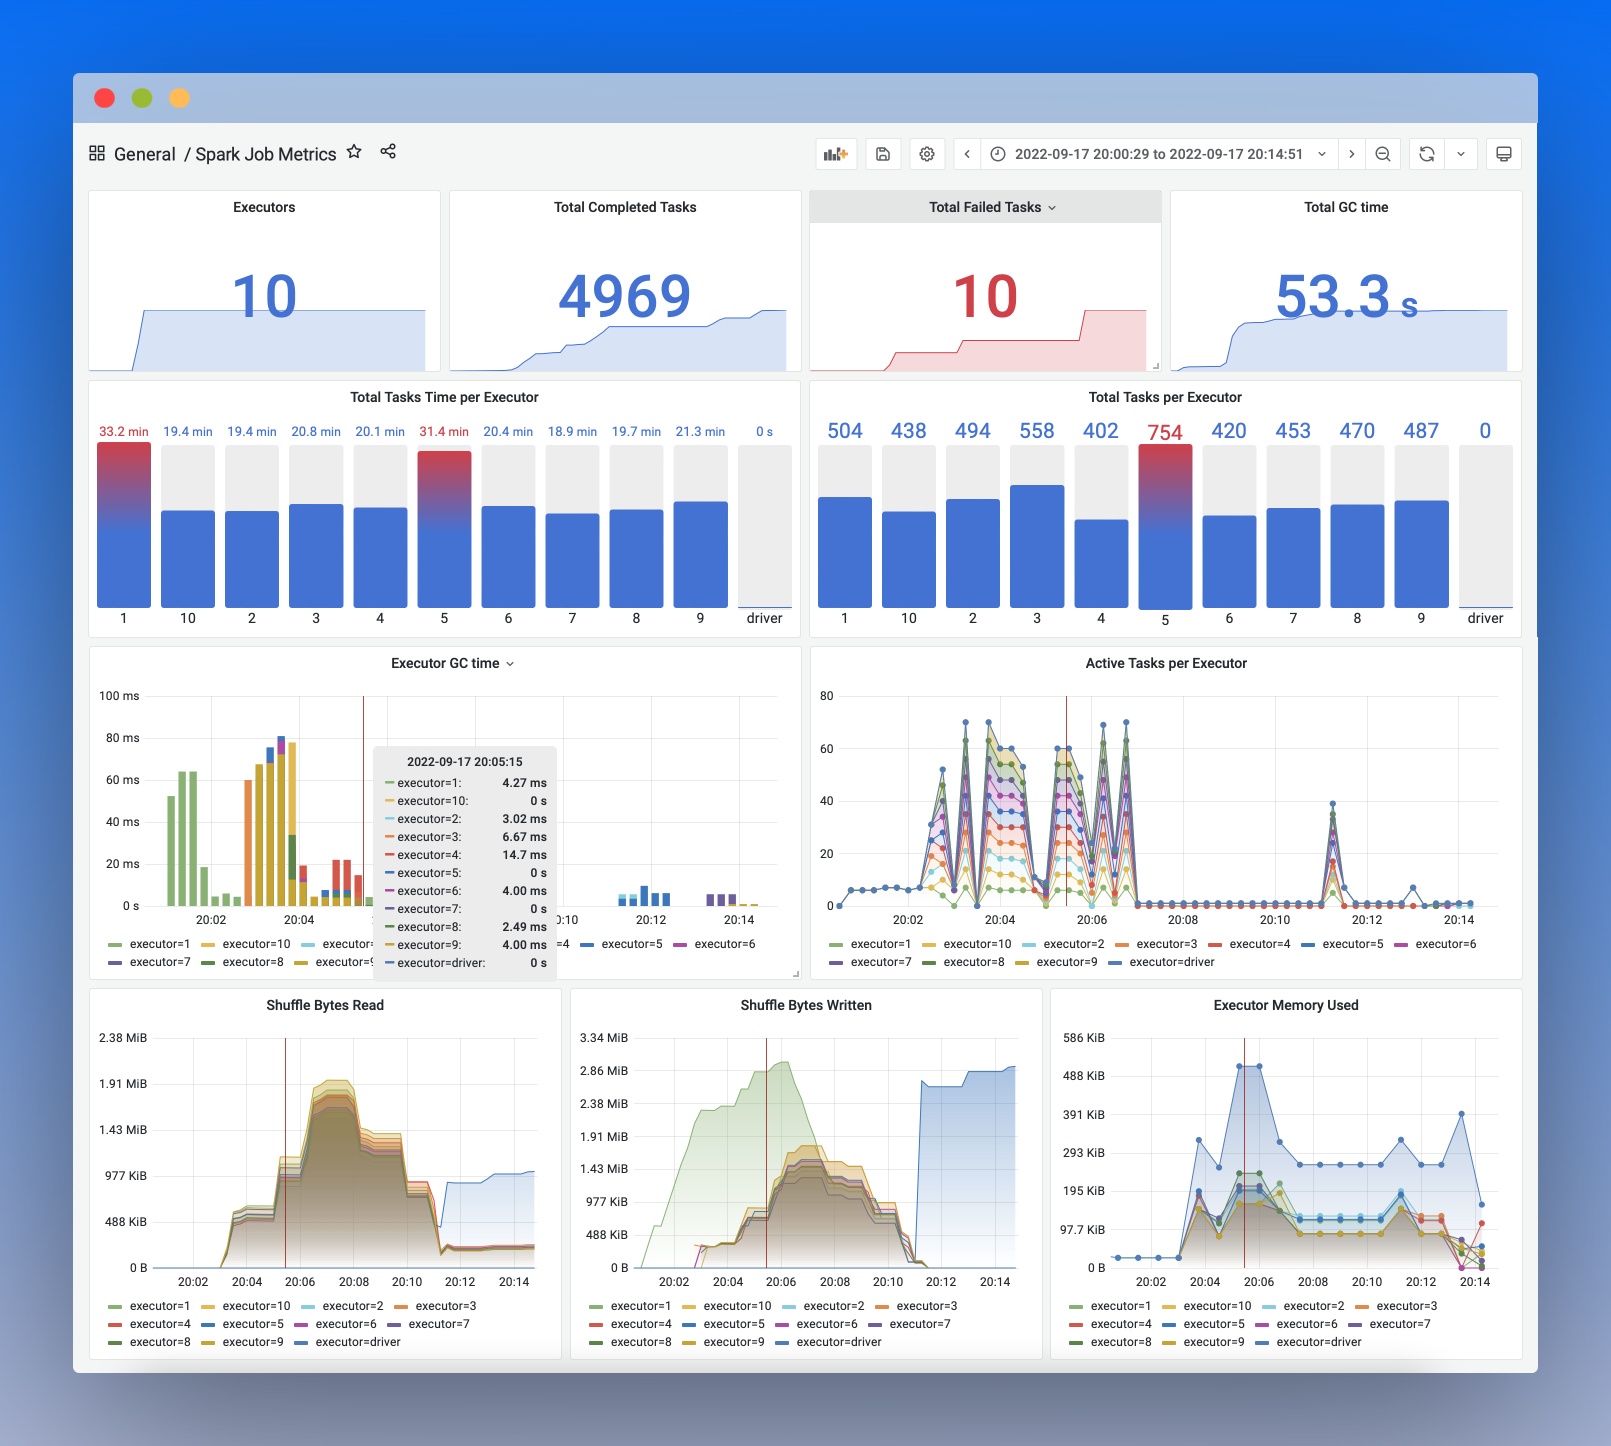 General / Spark Job Metrics
2022-09-17 20:00:29 to 2022-09-17 20:14:51
Executors
10
Total Completed Tasks
4969
Total Failed Tasks
10
Total GC time
53.3 s
Total Tasks Time per Executor
33.2 min 19.4 min 19.4 min 20.8 min 20.1 min 31.4 min 20.4 min 18.9 min 19.7 min 21.3 min 0 s
1 10 2 3 4 5 6 7 8 9 driver
Total Tasks per Executor
504 438 494 558 402 754 420 453 470 487 0
1 10 2 3 4 5 6 7 8 9 driver
Executor GC time
100 ms
80 ms
60 ms
40 ms
20 ms
0 s
20:02 20:04 0:10 20:12 20:14
2022-09-17 20:05:15
executor=1: 4.27 ms
executor=10: 0 s
executor=2: 3.02 ms
executor=3: 6.67 ms
executor=4: 14.7 ms
executor=5: 0 s
executor=6: 4.00 ms
executor=7: 0 s
executor=8: 2.49 ms
executor=9: 4.00 ms
executor=driver: 0 s
executor=1 executor=10 executor= =4 executor=5 executor=6
executor=7 executor=8 executor=9
Active Tasks per Executor
80
60
40
20
0
20:02 20:04 20:06 20:08 20:10 20:12 20:14
executor=1 executor=10 executor=2 executor=3 executor=4 executor=5 executor=6
executor=7 executor=8 executor=9 executor=driver
Shuffle Bytes Read
2.38 MiB
1.91 MiB
1.43 MiB
977 KiB
488 KiB
0 B
20:02 20:04 20:06 20:08 20:10 20:12 20:14
executor=1 executor=10 executor=2 executor=3
executor=4 executor=5 executor=6 executor=7
executor=8 executor=9 executor=driver
Shuffle Bytes Written
3.34 MiB
2.86 MiB
2.38 MiB
1.91 MiB
1.43 MiB
977 KiB
488 KiB
0 B
20:02 20:04 20:06 20:08 20:10 20:12 20:14
executor=1 executor=10 executor=2 executor=3
executor=4 executor=5 executor=6 executor=7
executor=8 executor=9 executor=driver
Executor Memory Used
586 KiB
488 KiB
391 KiB
293 KiB
195 KiB
97.7 KiB
0 B
20:02 20:04 20:06 20:08 20:10 20:12 20:14
executor=1 executor=10 executor=2 executor=3
executor=4 executor=5 executor=6 executor=7
executor=8 executor=9 executor=driver